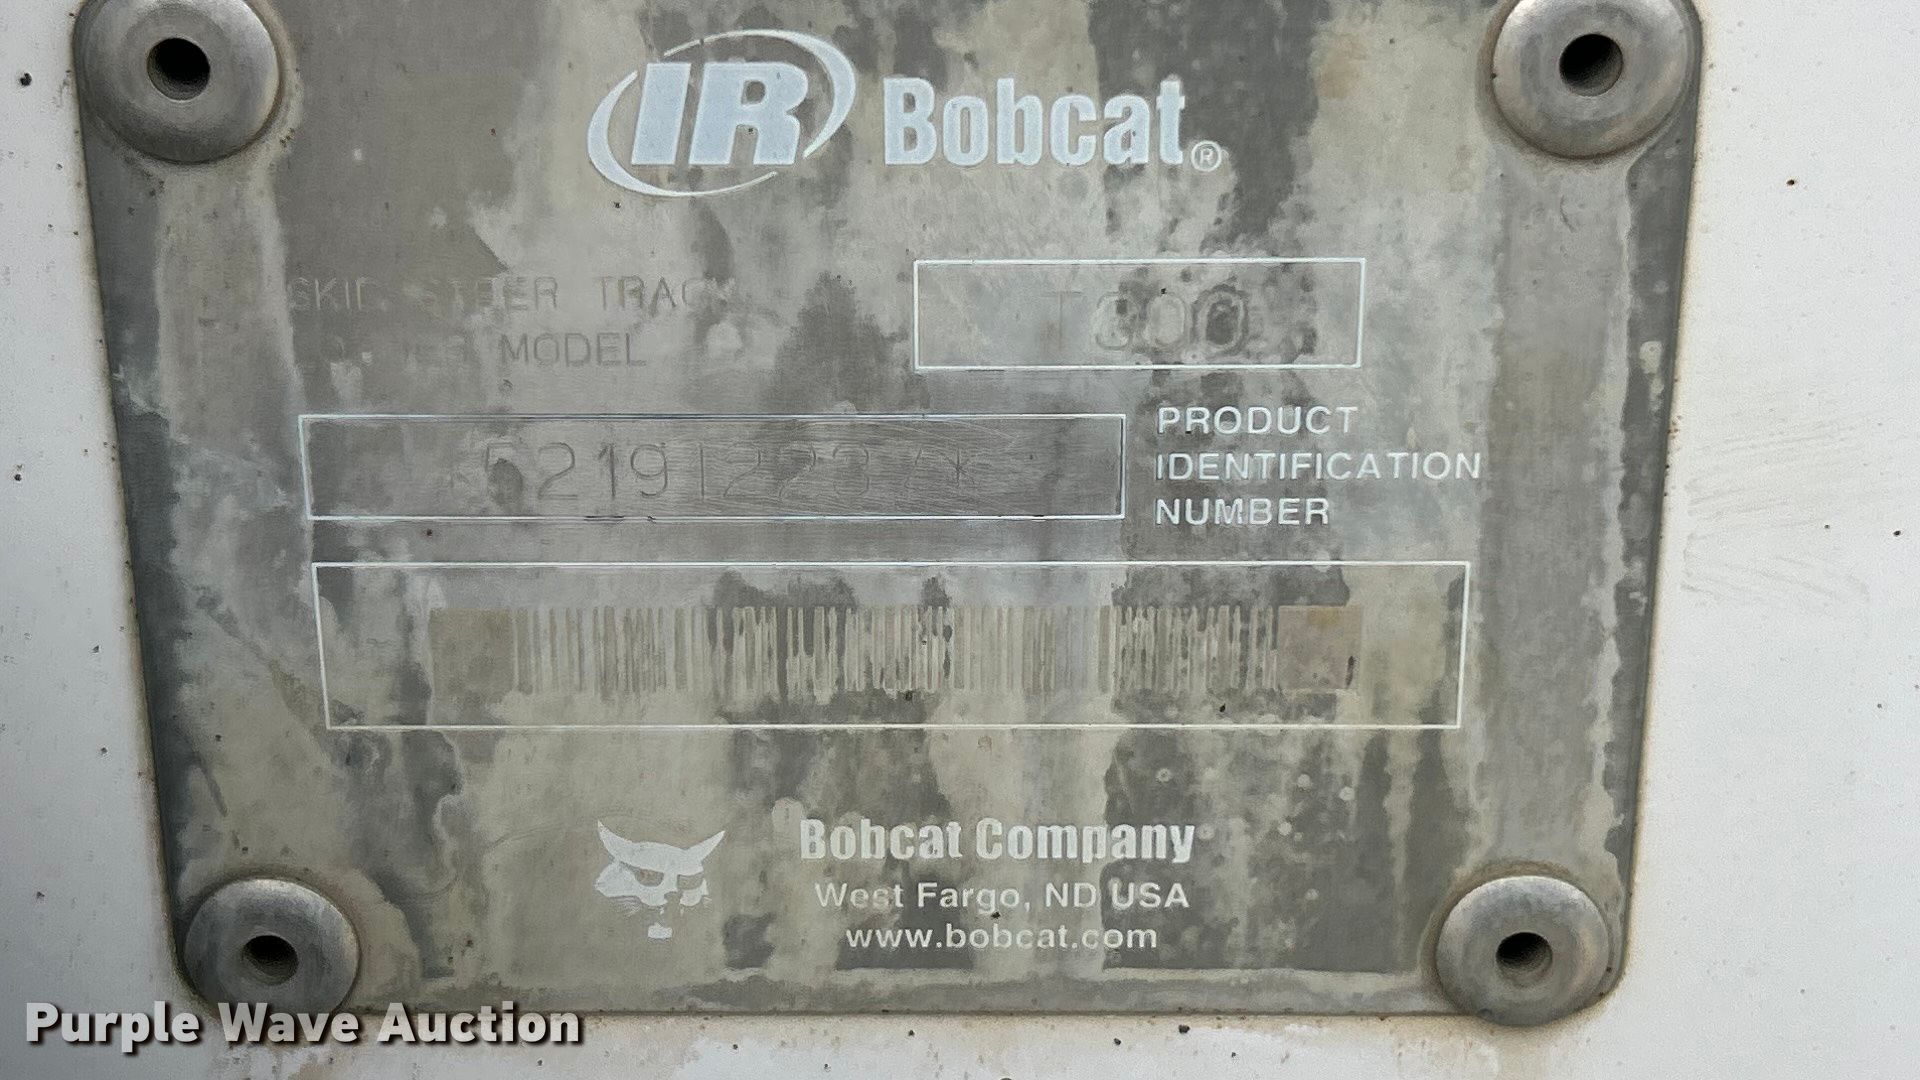 IR Bobcat®
SKID STEER TRACK
MODEL
T300
PRODUCT
IDENTIFICATION
NUMBER
Bobcat Company
West Fargo, ND USA
www.bobcat.com
Purple Wave Auction